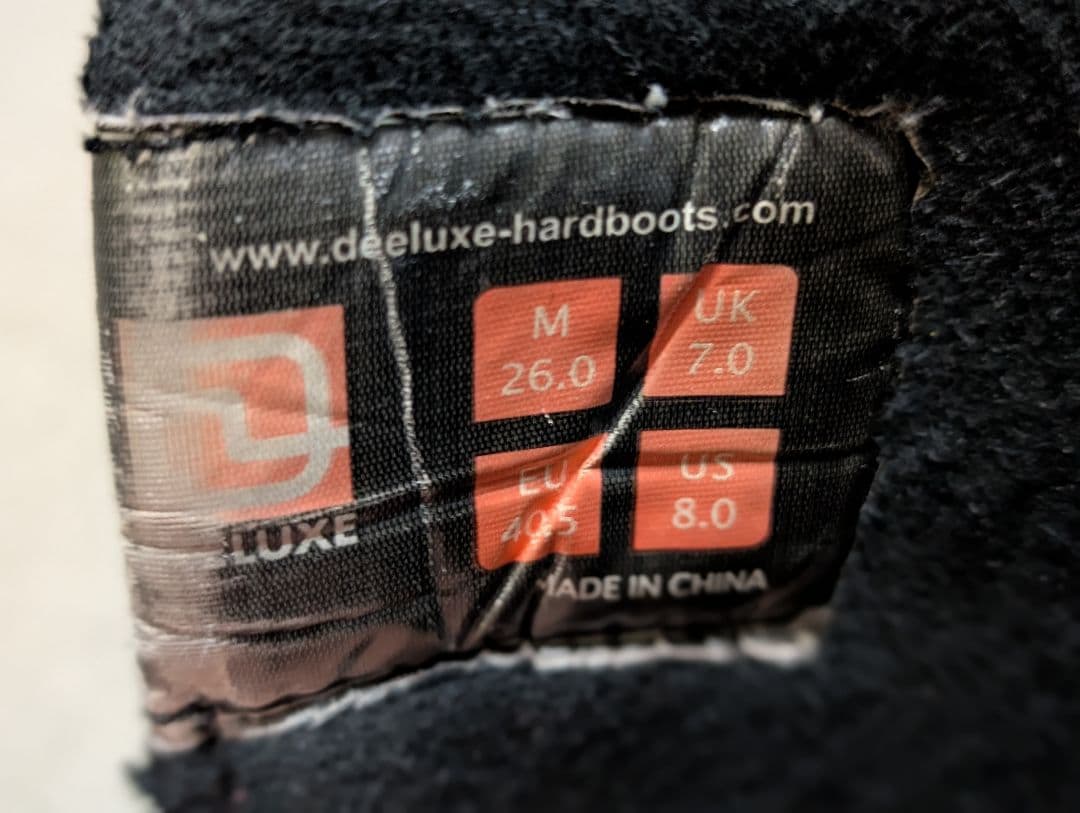 www.deeluxe-hardboots.com
M UK
26.0 7.0
EU US
40.5 8.0
LUXE
MADE IN CHINA